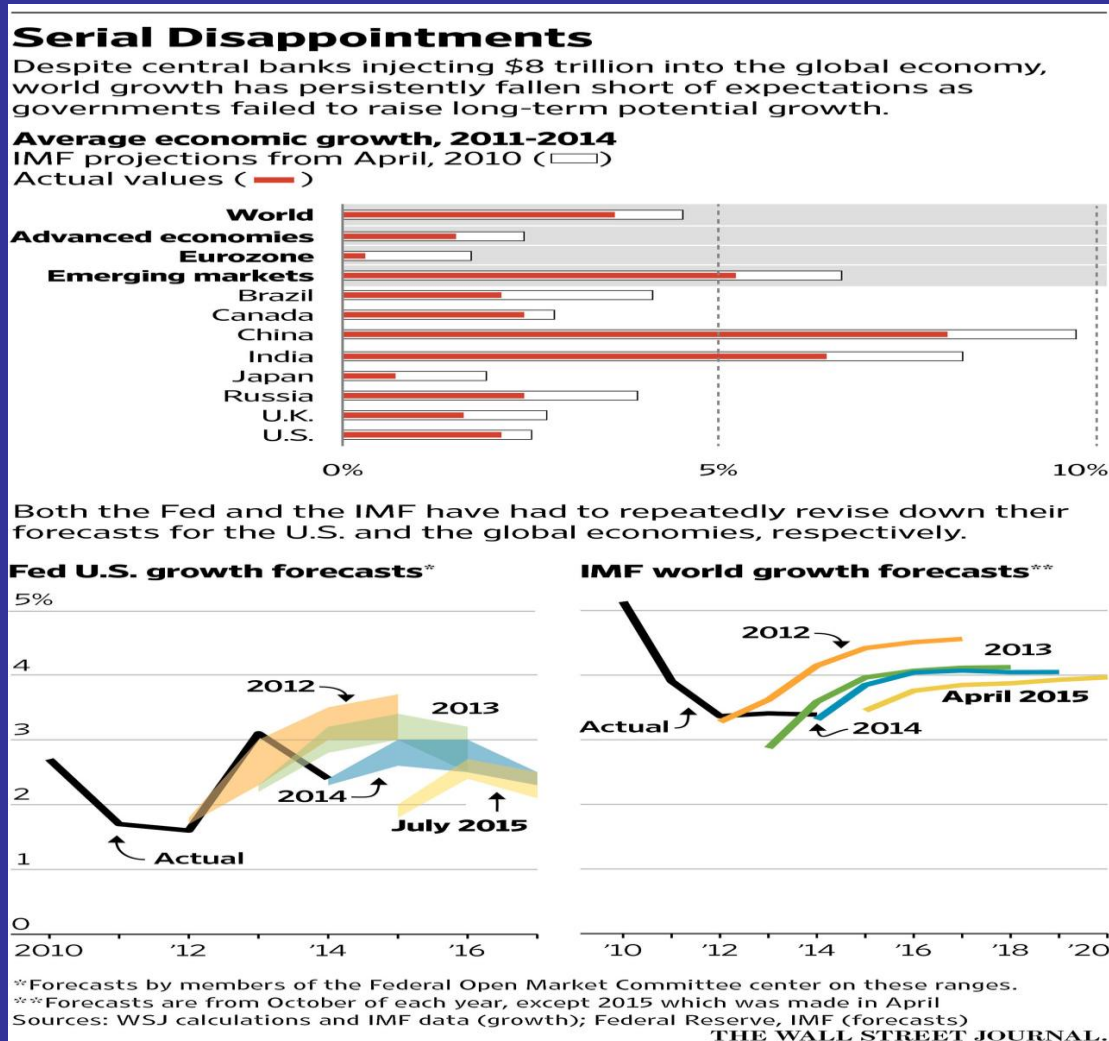 Serial Disappointments
Despite central banks injecting $8 trillion into the global economy,
world growth has persistently fallen short of expectations as
governments failed to raise long-term potential growth.
Average economic growth, 2011-2014
IMF projections from April, 2010 ( )
Actual values ( )
World
Advanced economies
Eurozone
Emerging markets
Brazil
Canada
China
India
Japan
Russia
U.K.
U.S.
0% 5% 10%
Both the Fed and the IMF have had to repeatedly revise down their
forecasts for the U.S. and the global economies, respectively.
Fed U.S. growth forecasts*
5%
4
3
2
1
0
2012
2013
2014
July 2015
Actual
2010 '12 '14 '16
IMF world growth forecasts**
2012
2013
Actual
2014
April 2015
'10 '12 '14 '16 '18 '20
*Forecasts by members of the Federal Open Market Committee center on these ranges.
**Forecasts are from October of each year, except 2015 which was made in April
Sources: WSJ calculations and IMF data (growth); Federal Reserve, IMF (forecasts)
THE WALL STREET JOURNAL.